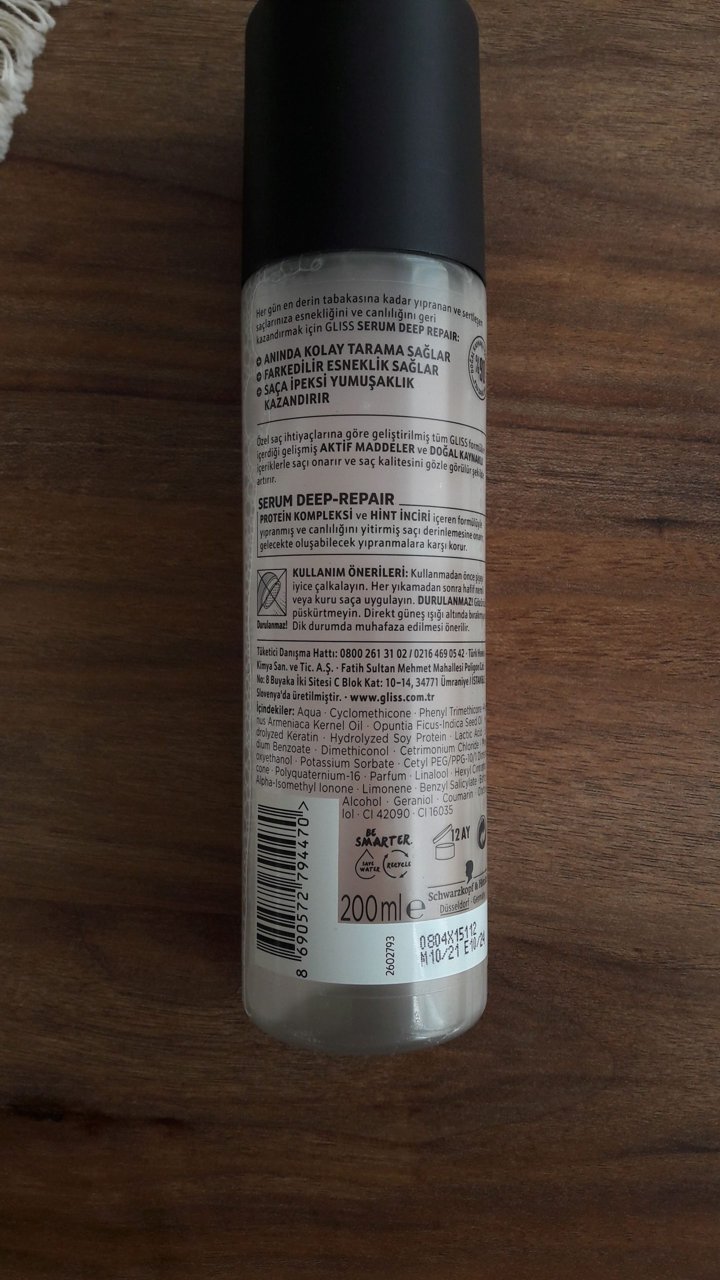 Her gün en derin tabakasına kadar yıpranan ve sertleşen
saçlarınıza esnekliğini ve canlılığını geri
kazandırmak için GLISS SERUM DEEP REPAIR:
ANINDA KOLAY TARAMA SAĞLAR
FARKEDİLİR ESNEKLİK SAĞLAR
SAÇA İPEKSİ YUMUŞAKLIK
KAZANDIRIR
Özel saç ihtiyaçlarına göre geliştirilmiş tüm GLISS
içerdiği gelişmiş AKTİF MADDELER ve DOĞAL
içeriklerle saçı onarır ve saç kalitesini gözle görülür
artırır.
SERUM DEEP-REPAIR
PROTEİN KOMPLEKSİ ve HİNT İNCİRİ içeren formülüyle
yıpranmış ve canlılığını yitirmiş saçı derinlemesine
gelecekte oluşabilecek yıpranmalara karşı korur.
KULLANIM ÖNERİLERİ: Kullanmadan önce
iyice çalkalayın. Her yıkamadan sonra hafif
veya kuru saça uygulayın. DURULANMAZ!
püskürtmeyin. Direkt güneş ışığı altında
Durulanmaz! Dik durumda muhafaza edilmesi önerilir.
Tüketici Danışma Hattı: 0800 261 31 02 / 0216 469 05 42 · Türk
Kimya San. ve Tic. A.Ş. · Fatih Sultan Mehmet Mahallesi Poligon
No: 8 Buyaka İki Sitesi C Blok Kat: 10-14, 34771 Ümraniye /
Slovenya'da üretilmiştir. · www.gliss.com.tr
İçindekiler: Aqua · Cyclomethicone · Phenyl Trimethicone
nus Armeniaca Kernel Oil · Opuntia Ficus-Indica Seed Oil
drolyzed Keratin · Hydrolyzed Soy Protein · Lactic
dium Benzoate · Dimethiconol · Cetrimonium Chloride
oxyethanol · Potassium Sorbate · Cetyl PEG/PPG-10/1
cone · Polyquaternium-16 · Parfum · Linalool · Hexyl
Alpha-Isomethyl Ionone · Limonene · Benzyl Salicylate
Alcohol · Geraniol · Coumarin
lol · CI 42090 · CI 16035
BE
SMARTER.
SAVE
WATER
RECYCLE
12 AY
Schwarzkopf &
Düsseldorf
200 ml e
8 690572 794470 >
2602793
0804X15112
M10/21 E10/24